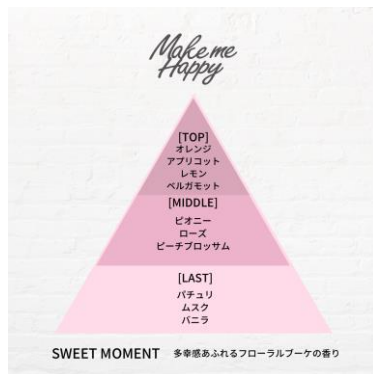 Make me
Happy
[TOP]
オレンジ
アプリコット
レモン
ベルガモット
[MIDDLE]
ピオニー
ローズ
ピーチブロッサム
[LAST]
パチュリ
ムスク
バニラ
SWEET MOMENT 多幸感あふれるフローラルブーケの香り